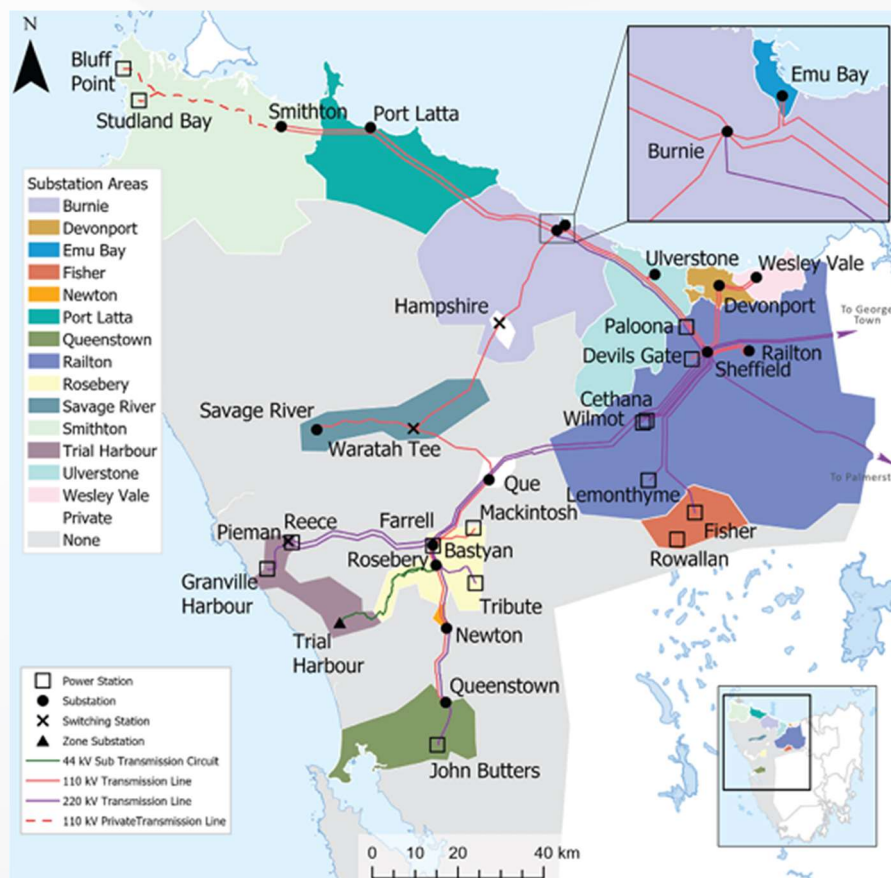 N
Bluff
Point
Studland Bay
Smithton
Port Latta
Emu Bay
Burnie
Substation Areas
Burnie
Devonport
Emu Bay
Fisher
Newton
Port Latta
Queenstown
Railton
Rosebery
Savage River
Smithton
Trial Harbour
Ulverstone
Wesley Vale
Private
None
Ulverstone
Wesley Vale
Devonport
Hampshire
Paloona
To George
Town
Devils Gate
Railton
Sheffield
Cethana
Wilmot
Savage River
Waratah Tee
To Palmerst
Que
Lemonthyme
Mackintosh
Fisher
Rowallan
Farrell
Pieman
Reece
Rosebery
Bastyan
Granville
Harbour
Tribute
Trial
Harbour
Newton
Queenstown
John Butters
Power Station
Substation
Switching Station
Zone Substation
44 kV Sub Transmission Circuit
110 kV Transmission Line
220 kV Transmission Line
110 kV PrivateTransmission Line
0 10 20 40 km